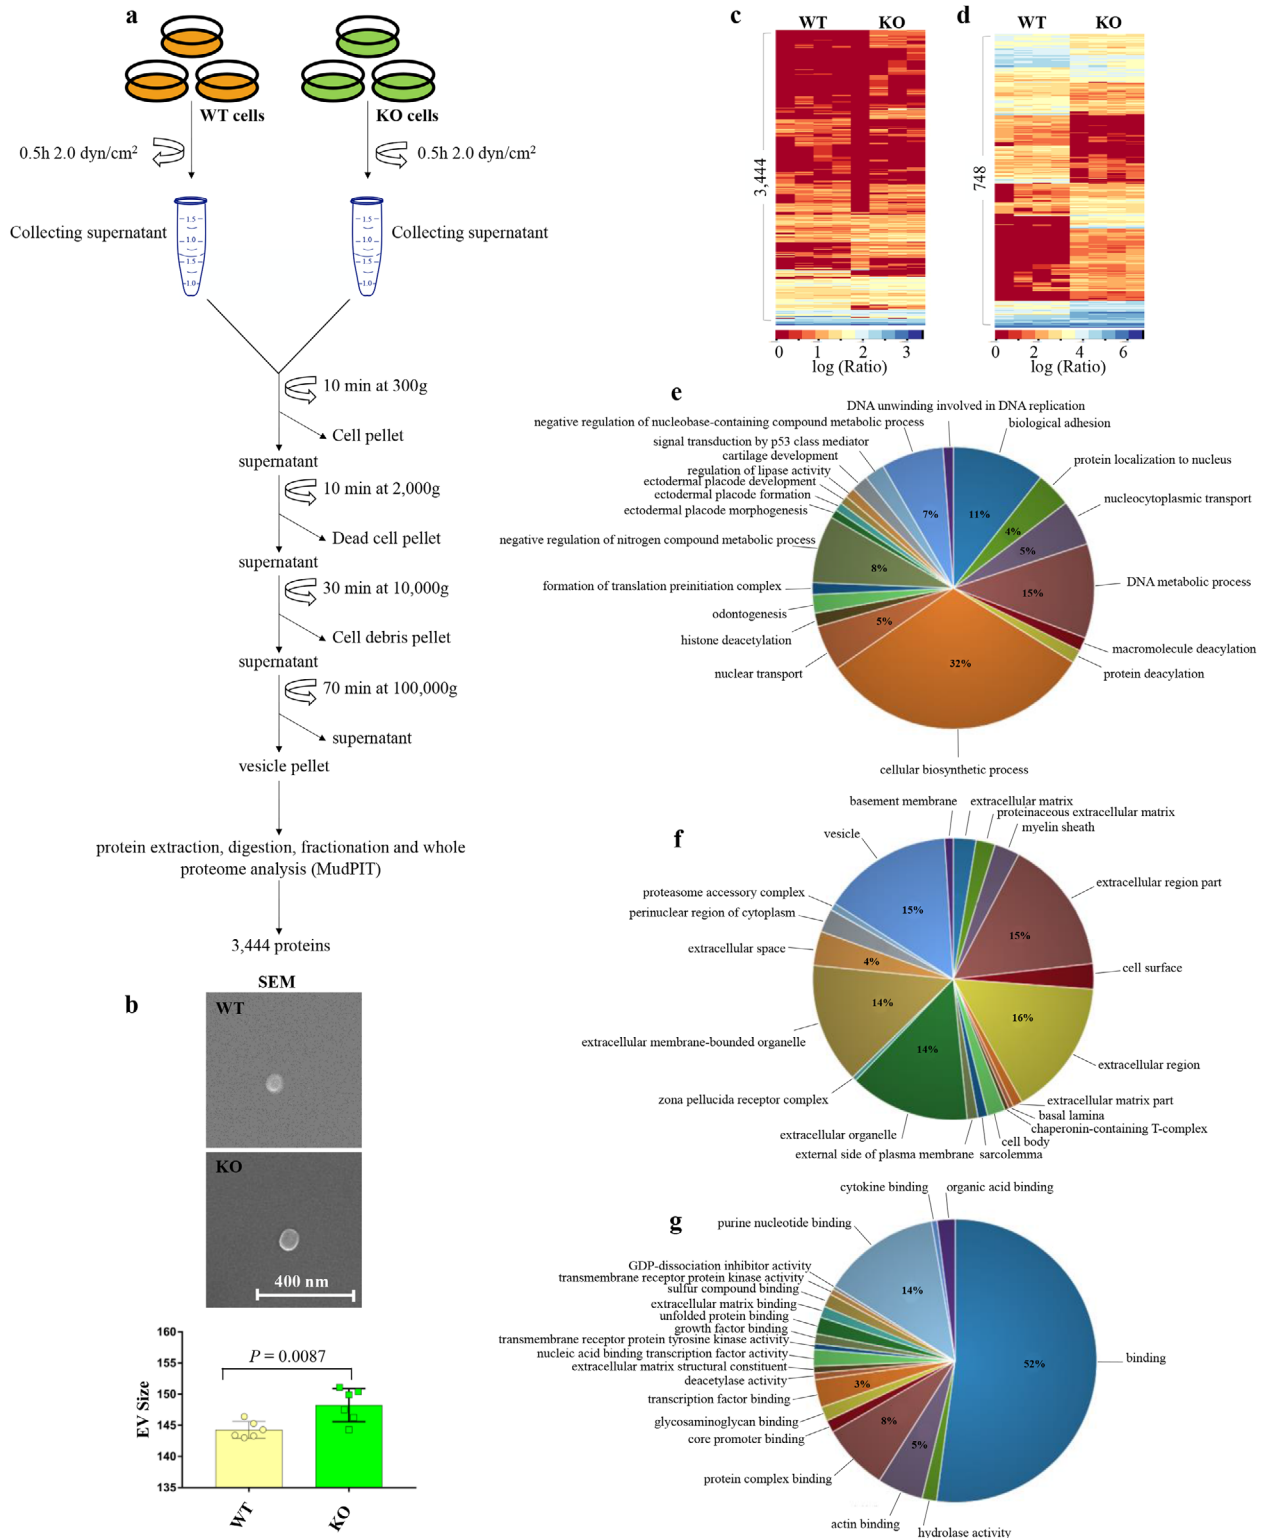 a
WT cells
KO cells
0.5h 2.0 dyn/cm²
0.5h 2.0 dyn/cm²
Collecting supernatant
Collecting supernatant
1.5
1.0
1.5
1.0
1.5
1.0
1.5
1.0
10 min at 300g
Cell pellet
supernatant
10 min at 2,000g
Dead cell pellet
supernatant
30 min at 10,000g
Cell debris pellet
supernatant
70 min at 100,000g
supernatant
vesicle pellet
protein extraction, digestion, fractionation and whole
proteome analysis (MudPIT)
3,444 proteins
b
SEM
WT
KO
400 nm
P = 0.0087
EV Size
160
155
150
145
140
135
WT
KO
c
WT
KO
3,444
0 1 2 3
log (Ratio)
d
WT
KO
748
0 2 4 6
log (Ratio)
e
DNA unwinding involved in DNA replication
negative regulation of nucleobase-containing compound metabolic process
biological adhesion
signal transduction by p53 class mediator
cartilage development
protein localization to nucleus
regulation of lipase activity
ectodermal placode development
ectodermal placode formation
nucleocytoplasmic transport
ectodermal placode morphogenesis
negative regulation of nitrogen compound metabolic process
DNA metabolic process
formation of translation preinitiation complex
odontogenesis
histone deacetylation
macromolecule deacylation
nuclear transport
protein deacylation
cellular biosynthetic process
7%
11%
4%
5%
8%
15%
5%
32%
f
basement membrane
extracellular matrix
proteinaceous extracellular matrix
myelin sheath
vesicle
extracellular region part
proteasome accessory complex
perinuclear region of cytoplasm
extracellular space
cell surface
extracellular membrane-bounded organelle
extracellular region
zona pellucida receptor complex
extracellular matrix part
basal lamina
chaperonin-containing T-complex
extracellular organelle
cell body
external side of plasma membrane
sarcolemma
15%
15%
4%
14%
16%
14%
g
cytokine binding
organic acid binding
purine nucleotide binding
GDP-dissociation inhibitor activity
transmembrane receptor protein kinase activity
sulfur compound binding
extracellular matrix binding
unfolded protein binding
growth factor binding
transmembrane receptor protein tyrosine kinase activity
nucleic acid binding transcription factor activity
extracellular matrix structural constituent
deacetylase activity
transcription factor binding
glycosaminoglycan binding
core promoter binding
protein complex binding
actin binding
hydrolase activity
binding
14%
52%
3%
8%
5%